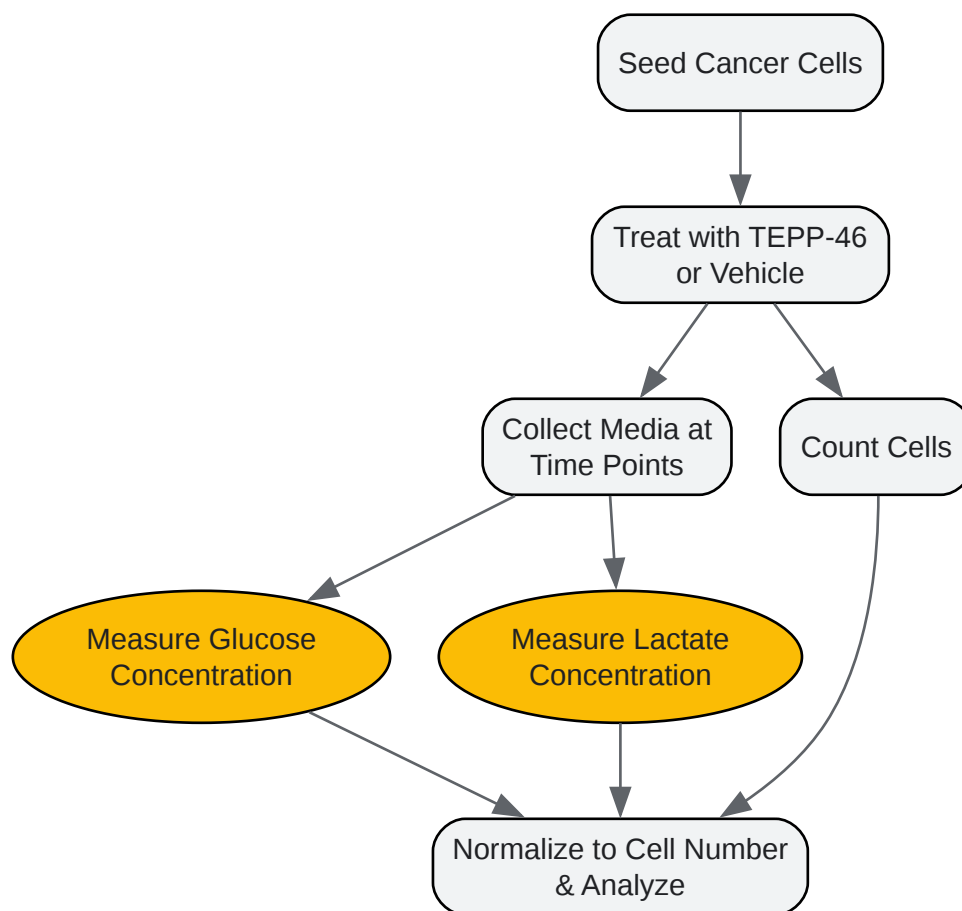 Seed Cancer Cells
Treat with TEPP-46
or Vehicle
Collect Media at
Time Points
Count Cells
Measure Glucose
Concentration
Measure Lactate
Concentration
Normalize to Cell Number
& Analyze